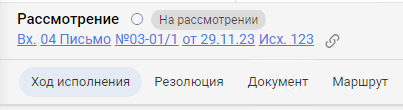 Рассмотрение На рассмотрении
Вх. 04 Письмо №03-01/1 от 29.11.23 Исх. 123
Ход исполнения Резолюция Документ Маршрут